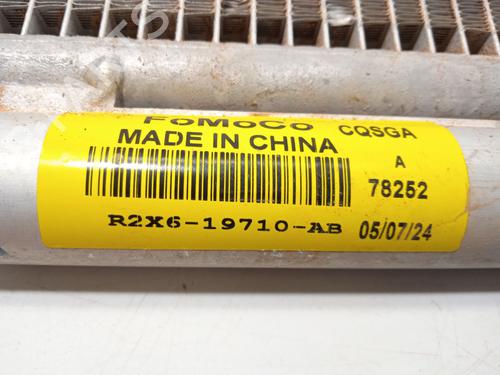 FoMoCo CQSGA
MADE IN CHINA A
78252
R2X6-19710-AB 05/07/24